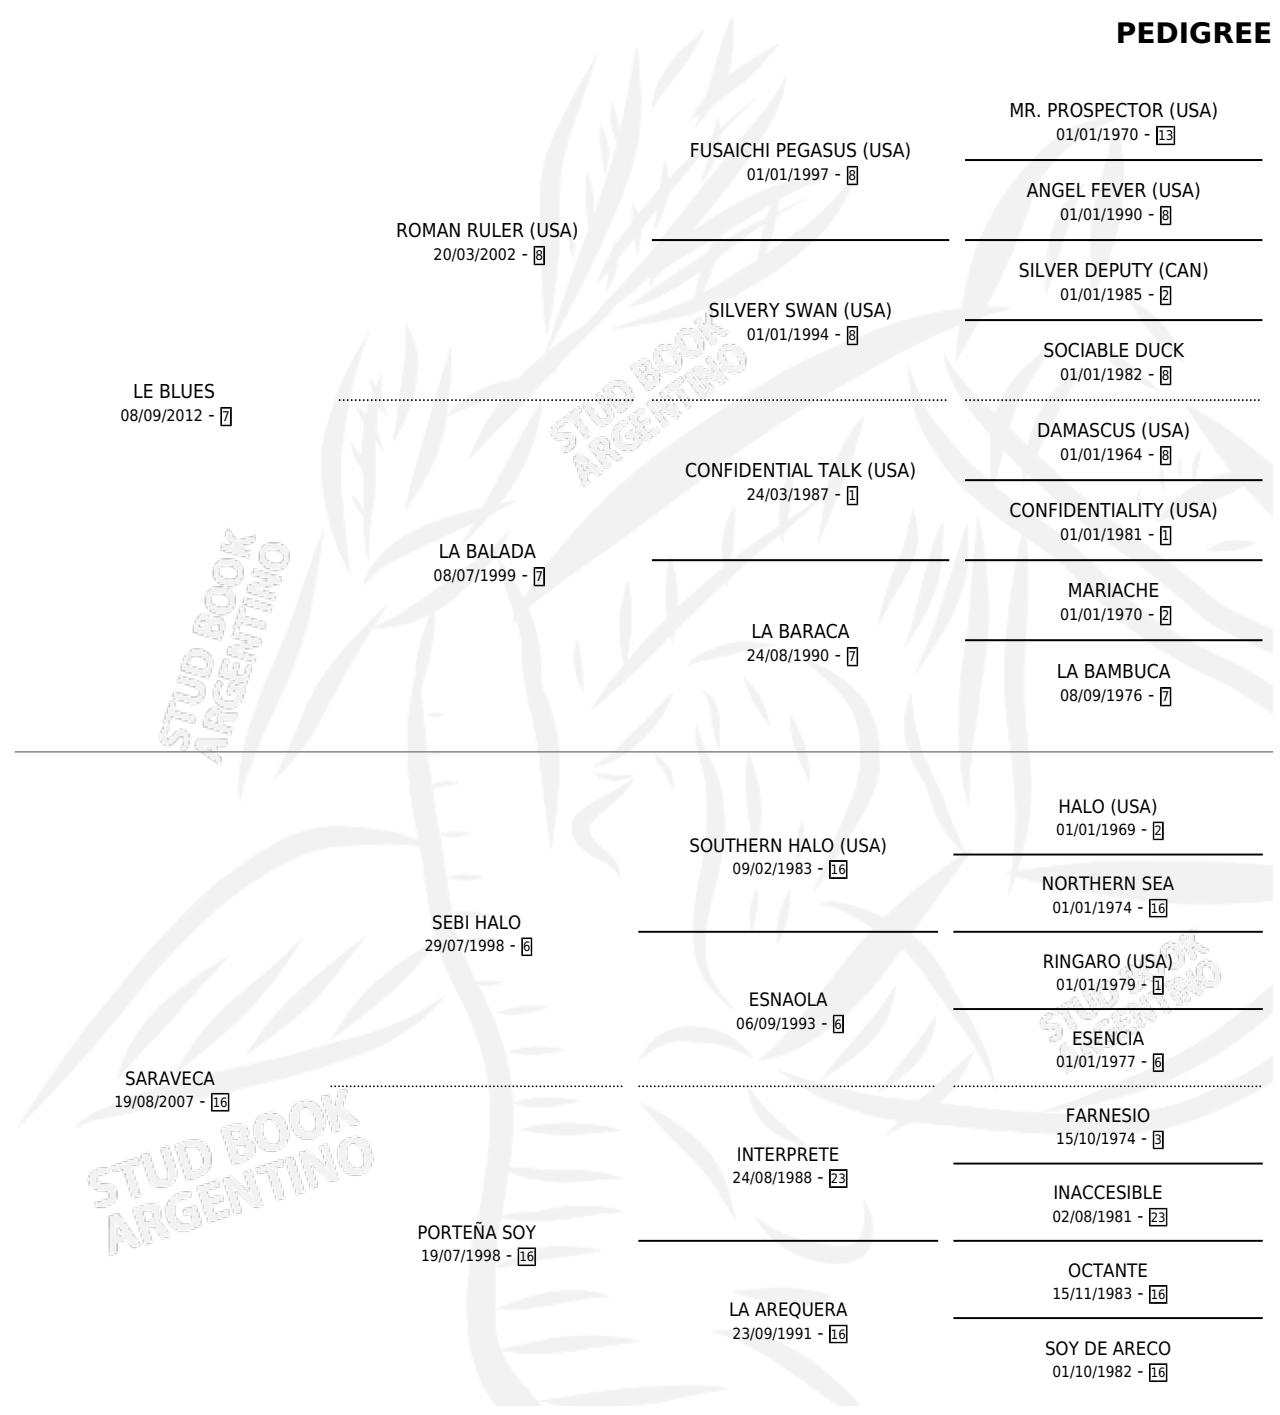 PEDIGREE
MR. PROSPECTOR (USA)
01/01/1970 - 13
FUSAICHI PEGASUS (USA)
01/01/1997 - 8
ANGEL FEVER (USA)
01/01/1990 - 8
ROMAN RULER (USA)
20/03/2002 - 8
SILVER DEPUTY (CAN)
01/01/1985 - 2
SILVERY SWAN (USA)
01/01/1994 - 8
SOCIABLE DUCK
01/01/1982 - 8
LE BLUES
08/09/2012 - 7
DAMASCUS (USA)
01/01/1964 - 8
CONFIDENTIAL TALK (USA)
24/03/1987 - 1
CONFIDENTIALITY (USA)
01/01/1981 - 1
LA BALADA
08/07/1999 - 7
MARIACHE
01/01/1970 - 2
LA BARACA
24/08/1990 - 7
LA BAMBUCA
08/09/1976 - 7
HALO (USA)
01/01/1969 - 2
SOUTHERN HALO (USA)
09/02/1983 - 16
NORTHERN SEA
01/01/1974 - 16
SEBI HALO
29/07/1998 - 6
RINGARO (USA)
01/01/1979 - 1
ESNAOLA
06/09/1993 - 6
ESENCIA
01/01/1977 - 6
SARAVECA
19/08/2007 - 16
FARNESIO
15/10/1974 - 3
INTERPRETE
24/08/1988 - 23
INACCESIBLE
02/08/1981 - 23
PORTEÑA SOY
19/07/1998 - 16
OCTANTE
15/11/1983 - 16
LA AREQUERA
23/09/1991 - 16
SOY DE ARECO
01/10/1982 - 16
STUD BOOK
ARGENTINO
STUD BOOK
ARGENTINO
STUD BOOK
ARGENTINO
STUD BOOK
ARGENTINO